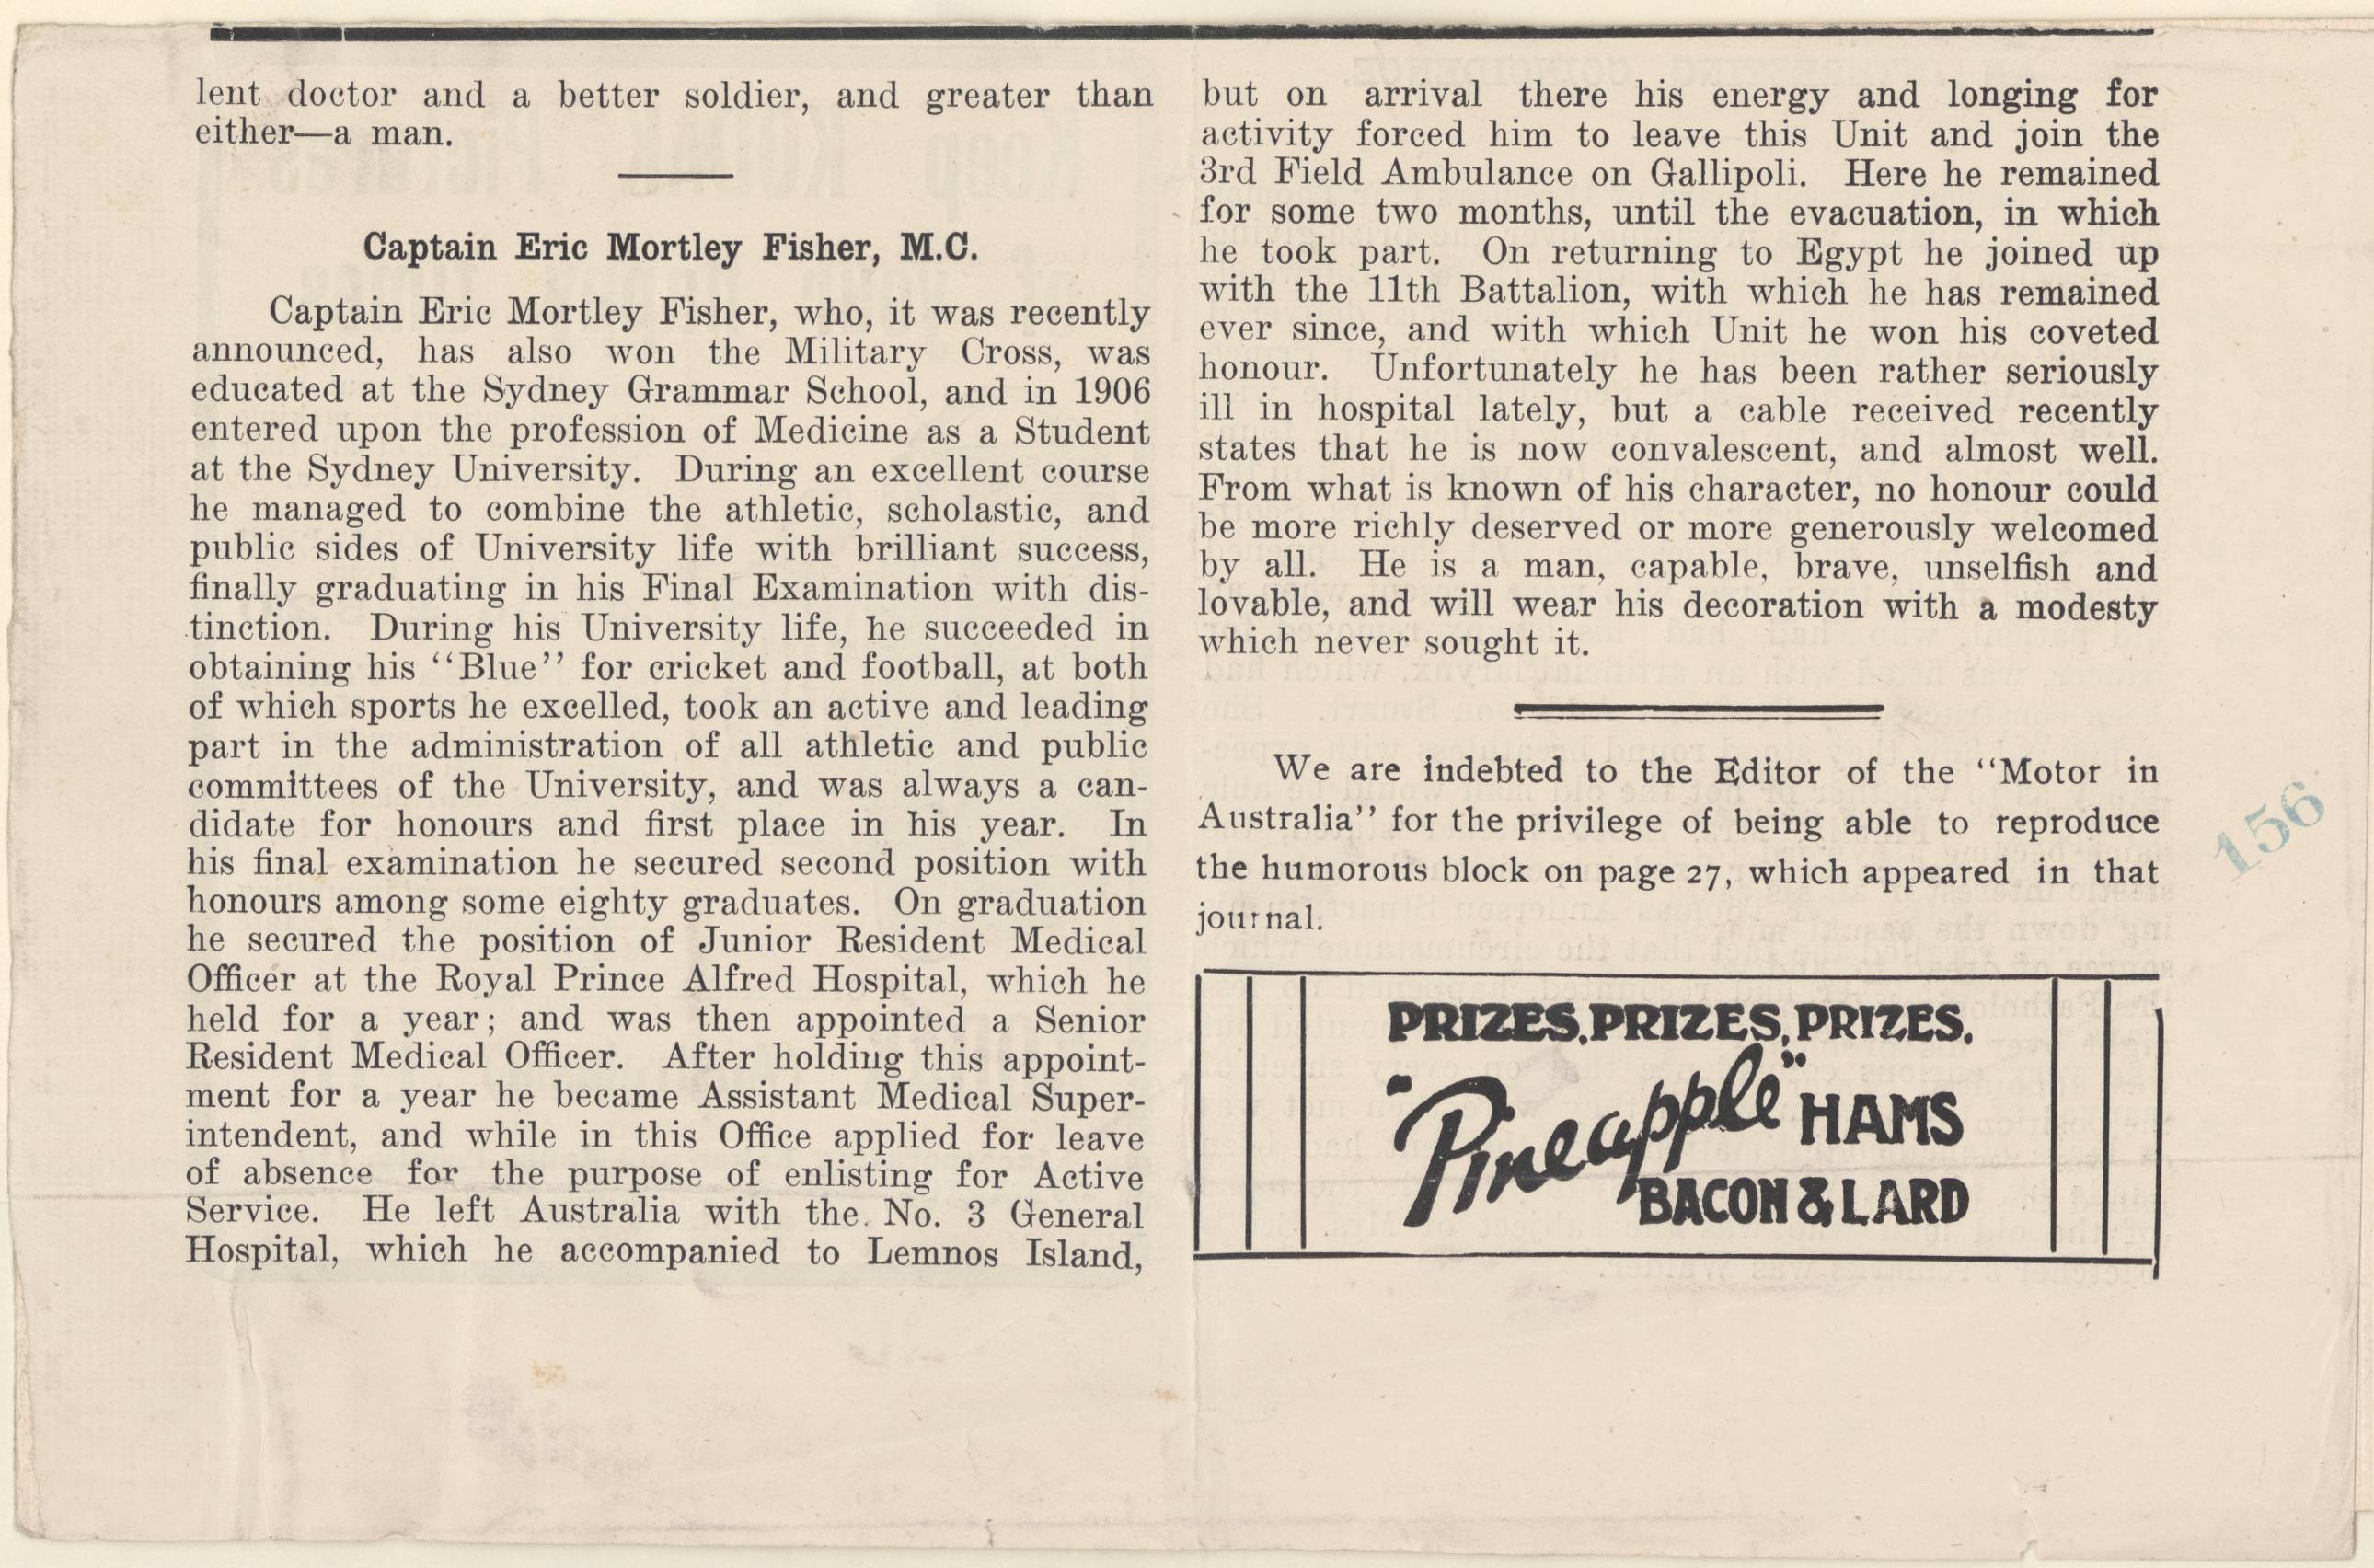 lent doctor and a better soldier, and greater than
either—a man.
Captain Eric Mortley Fisher, M.C.
Captain Eric Mortley Fisher, who, it was recently
announced, has also won the Military Cross, was
educated at the Sydney Grammar School, and in 1906
entered upon the profession of Medicine as a Student
at the Sydney University. During an excellent course
he managed to combine the athletic, scholastic, and
public sides of University life with brilliant success,
finally graduating in his Final Examination with dis-
tinction. During his University life, he succeeded in
obtaining his ‘‘Blue’’ for cricket and football, at both
of which sports he excelled, took an active and leading
part in the administration of all athletic and public
committees of the University, and was always a can-
didate for honours and first place in his year. In
his final examination he secured second position with
honours among some eighty graduates. On graduation
he secured the position of Junior Resident Medical
Officer at the Royal Prince Alfred Hospital, which he
held for a year; and was then appointed a Senior
Resident Medical Officer. After holding this appoint-
ment for a year he became Assistant Medical Super-
intendent, and while in this Office applied for leave
of absence for the purpose of enlisting for Active
Service. He left Australia with the No. 3 General
Hospital, which he accompanied to Lemnos Island,
but on arrival there his energy and longing for
activity forced him to leave this Unit and join the
3rd Field Ambulance on Gallipoli. Here he remained
for some two months, until the evacuation, in which
he took part. On returning to Egypt he joined up
with the 11th Battalion, with which he has remained
ever since, and with which Unit he won his coveted
honour. Unfortunately he has been rather seriously
ill in hospital lately, but a cable received recently
states that he is now convalescent, and almost well.
From what is known of his character, no honour could
be more richly deserved or more generously welcomed
by all. He is a man, capable, brave, unselfish and
lovable, and will wear his decoration with a modesty
which never sought it.
We are indebted to the Editor of the ‘‘Motor in
Australia’’ for the privilege of being able to reproduce
the humorous block on page 27, which appeared in that
journal.
PRIZES, PRIZES, PRIZES.
"Pineapple" HAMS
BACON & LARD
156